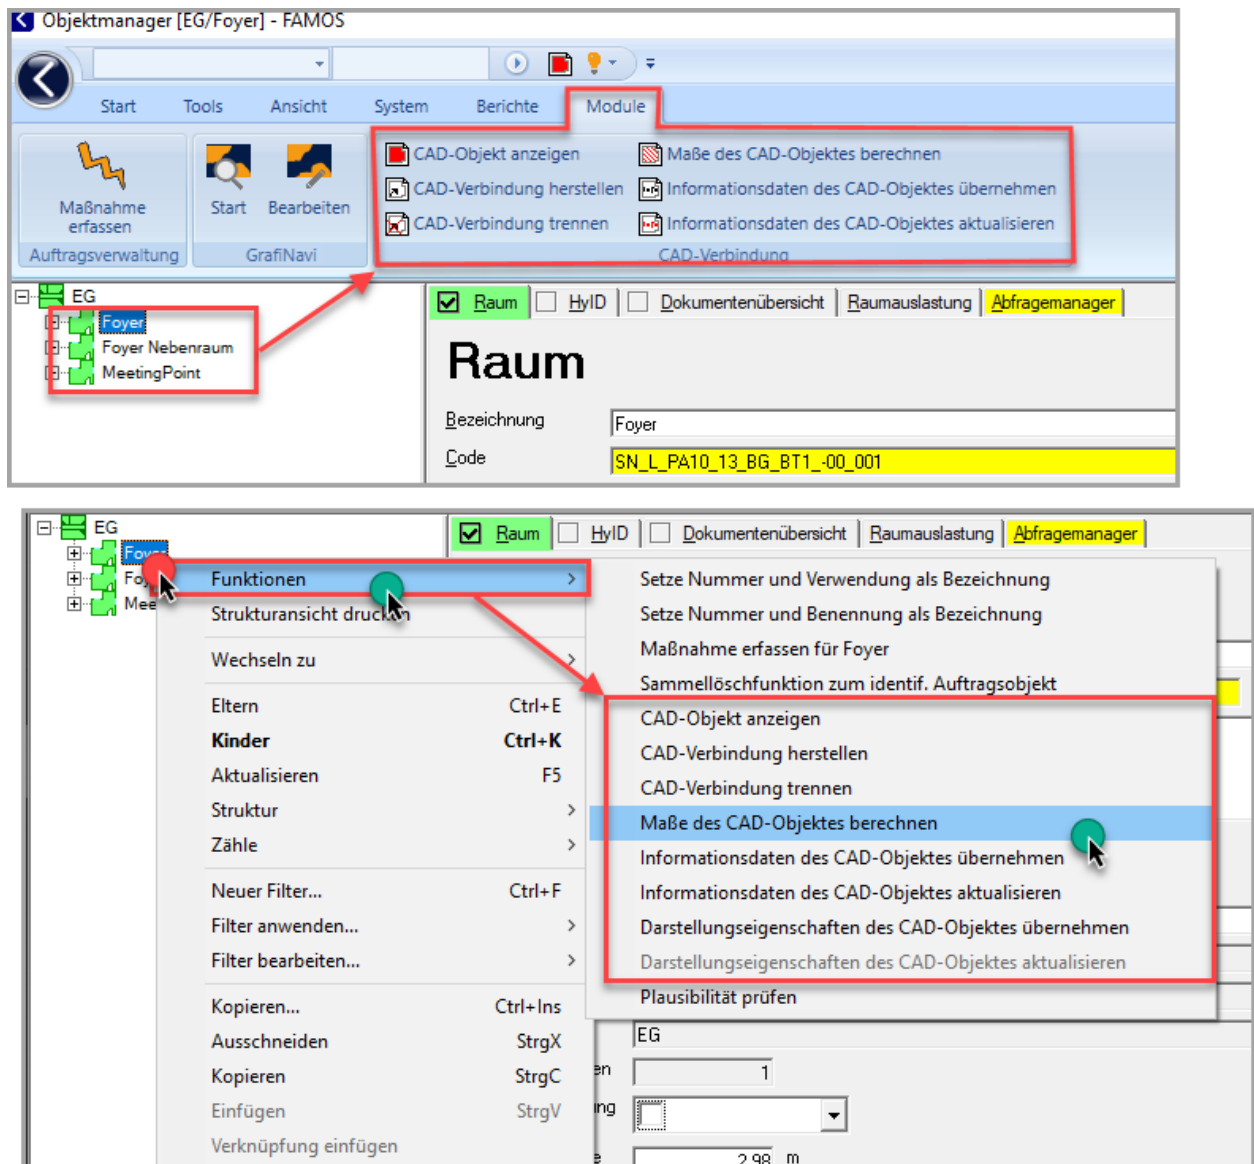 Objektmanager [EG/Foyer] - FAMOS
Start Tools Ansicht System Berichte Module
Maßnahme erfassen
Start Bearbeiten
CAD-Objekt anzeigen
CAD-Verbindung herstellen
CAD-Verbindung trennen
Maße des CAD-Objektes berechnen
Informationsdaten des CAD-Objektes übernehmen
Informationsdaten des CAD-Objektes aktualisieren
Auftragsverwaltung GrafiNavi CAD-Verbindung
EG
Foyer
Foyer Nebenraum
MeetingPoint
Raum HyID Dokumentenübersicht Raumauslastung Abfragemanager
Raum
Bezeichnung Foyer
Code SN_L_PA10_13_BG_BT1_-00_001
EG
Foyer
Foy
Mee
Raum HyID Dokumentenübersicht Raumauslastung Abfragemanager
Funktionen
Strukturansicht drucken
Wechseln zu
Eltern Ctrl+E
Kinder Ctrl+K
Aktualisieren F5
Struktur
Zähle
Neuer Filter... Ctrl+F
Filter anwenden...
Filter bearbeiten...
Kopieren... Ctrl+Ins
Ausschneiden StrgX
Kopieren StrgC
Einfügen StrgV
Verknüpfung einfügen
Setze Nummer und Verwendung als Bezeichnung
Setze Nummer und Benennung als Bezeichnung
Maßnahme erfassen für Foyer
Sammellöschfunktion zum identif. Auftragsobjekt
CAD-Objekt anzeigen
CAD-Verbindung herstellen
CAD-Verbindung trennen
Maße des CAD-Objektes berechnen
Informationsdaten des CAD-Objektes übernehmen
Informationsdaten des CAD-Objektes aktualisieren
Darstellungseigenschaften des CAD-Objektes übernehmen
Darstellungseigenschaften des CAD-Objektes aktualisieren
Plausibilität prüfen
EG
en 1
ng
e 2,98 m